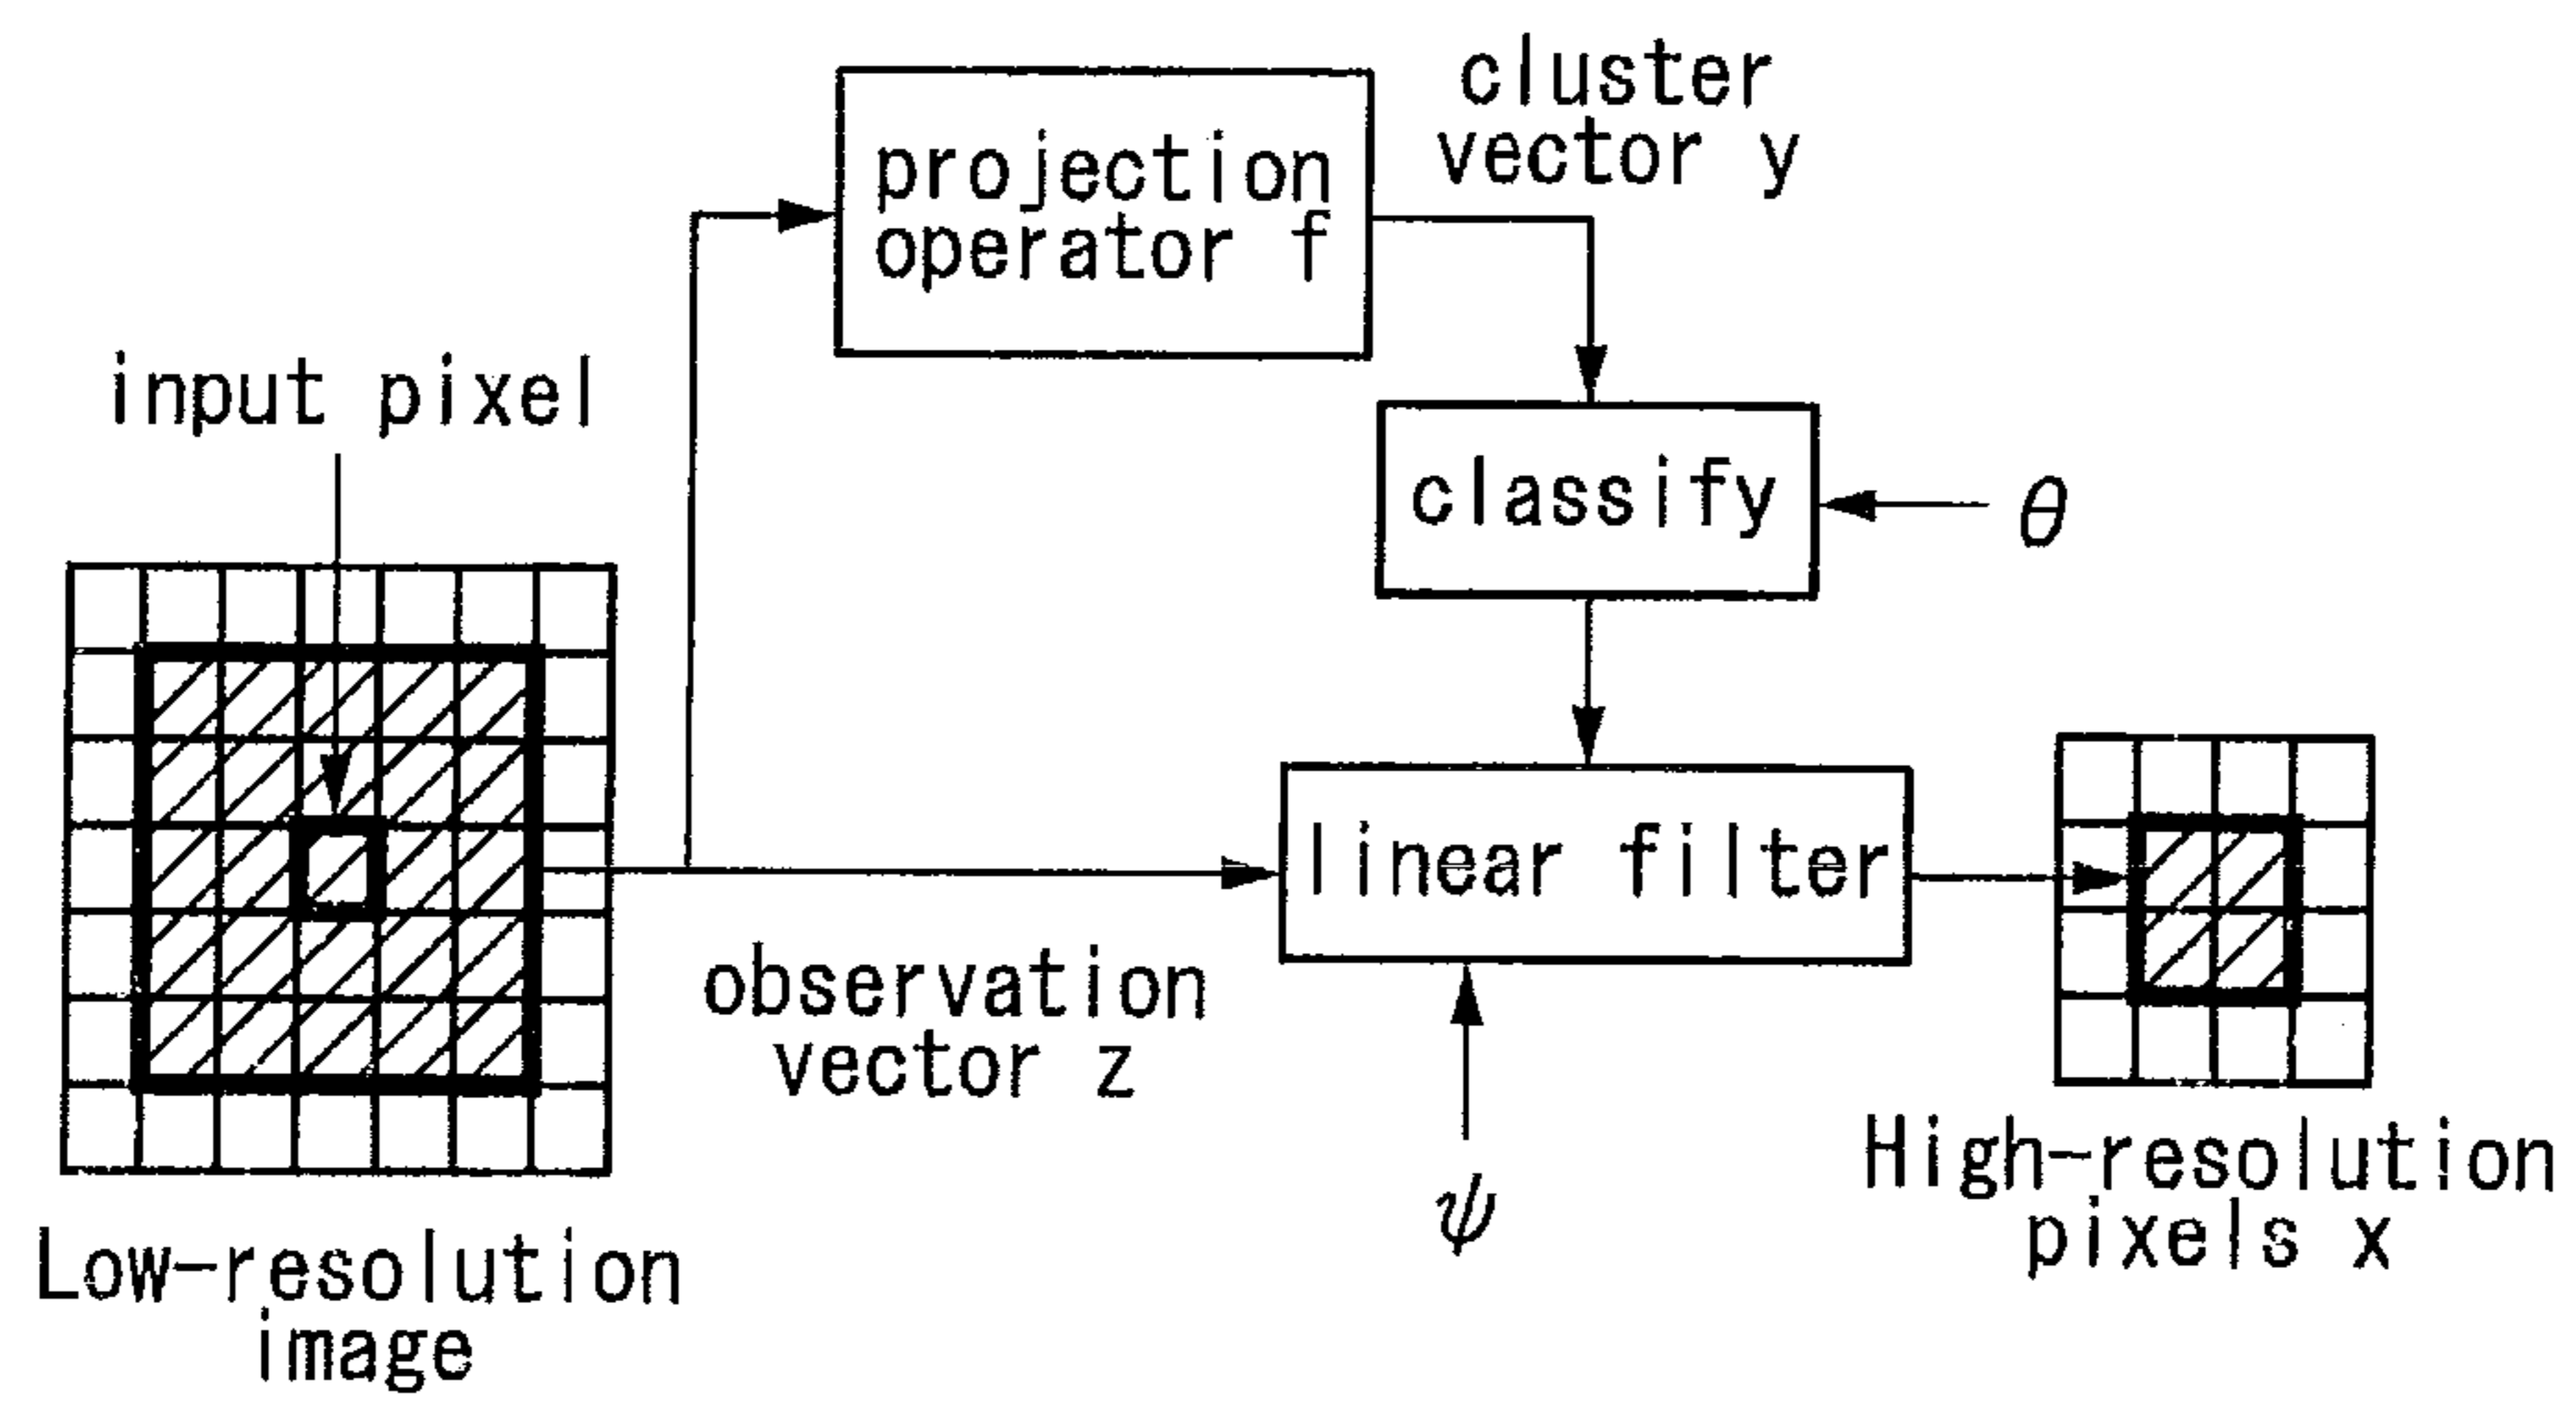 cluster
vector y
projection
operator f
input pixel
classify
θ
linear filter
observation
vector z
ψ
High-resolution
pixels x
Low-resolution
image